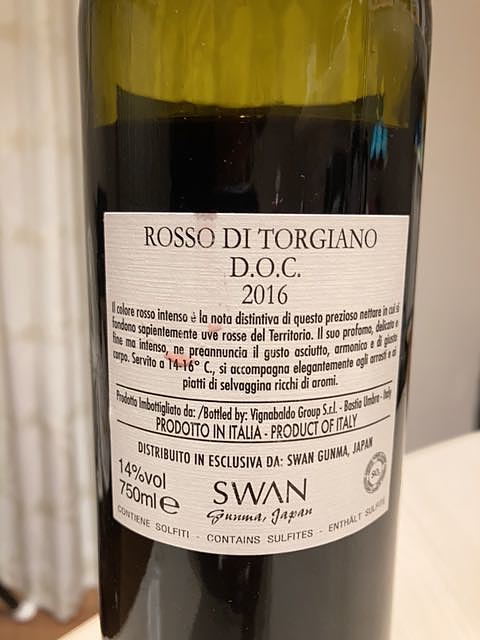 ROSSO DI TORGIANO
D.O.C.
2016
Il colore rosso intenso è la nota distintiva di questo prezioso nettare in cui si
fondono sapientemente uve rosse del Territorio. Il suo profumo, delicato e
fine ma intenso, ne preannuncia il gusto asciutto, armonico e di giusto
corpo. Servito a 14-16° C, si accompagna elegantemente agli arrosti e ai
piatti di selvaggina ricchi di aromi.
Prodotto Imbottigliato da: /Bottled by: Vignabaldo Group S.r.l. - Bastia Umbra - Italy
PRODOTTO IN ITALIA - PRODUCT OF ITALY
DISTRIBUITO IN ESCLUSIVA DA: SWAN GUNMA, JAPAN
14%vol
750ml e
SWAN
Gunma, Japan
CONTIENE SOLFITI - CONTAINS SULFITES - ENTHÄLT SULFITE